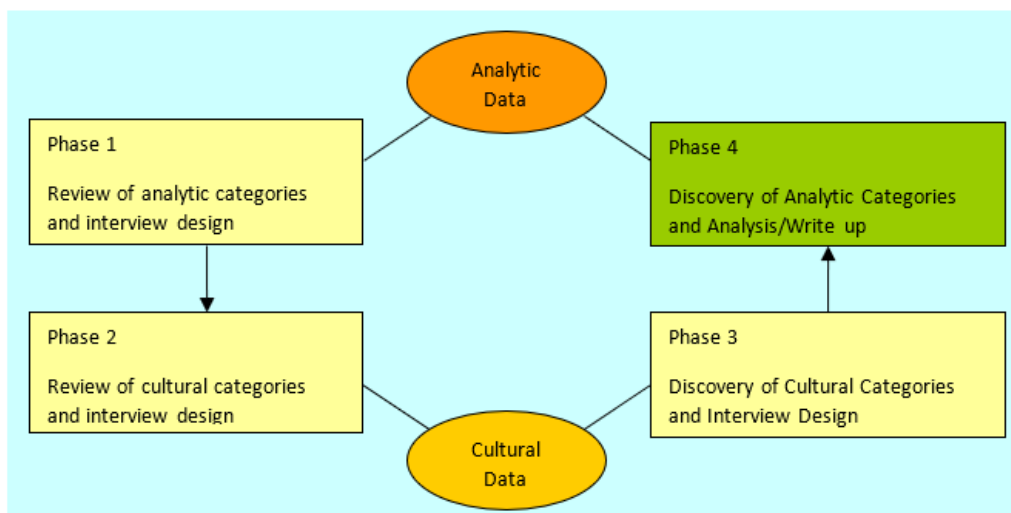 Analytic
Data
Phase 1
Review of analytic categories
and interview design
Phase 4
Discovery of Analytic Categories
and Analysis/Write up
Phase 2
Review of cultural categories
and interview design
Phase 3
Discovery of Cultural Categories
and Interview Design
Cultural
Data